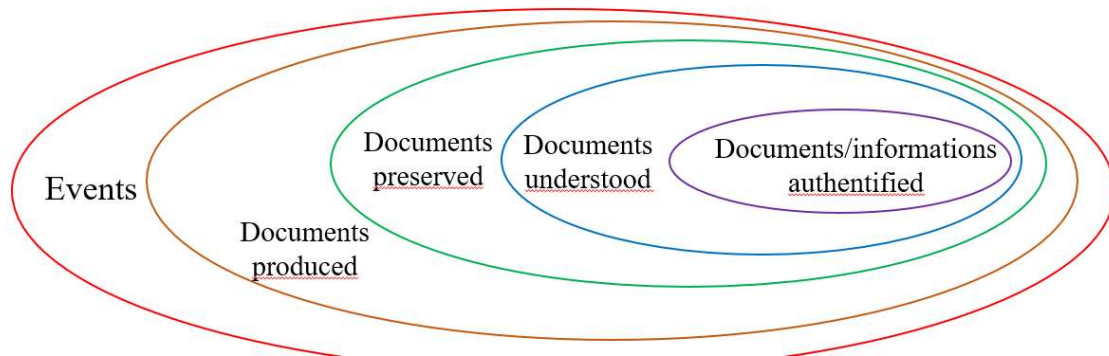 Events
Documents
produced
Documents
preserved
Documents
understood
Documents/informations
authentified